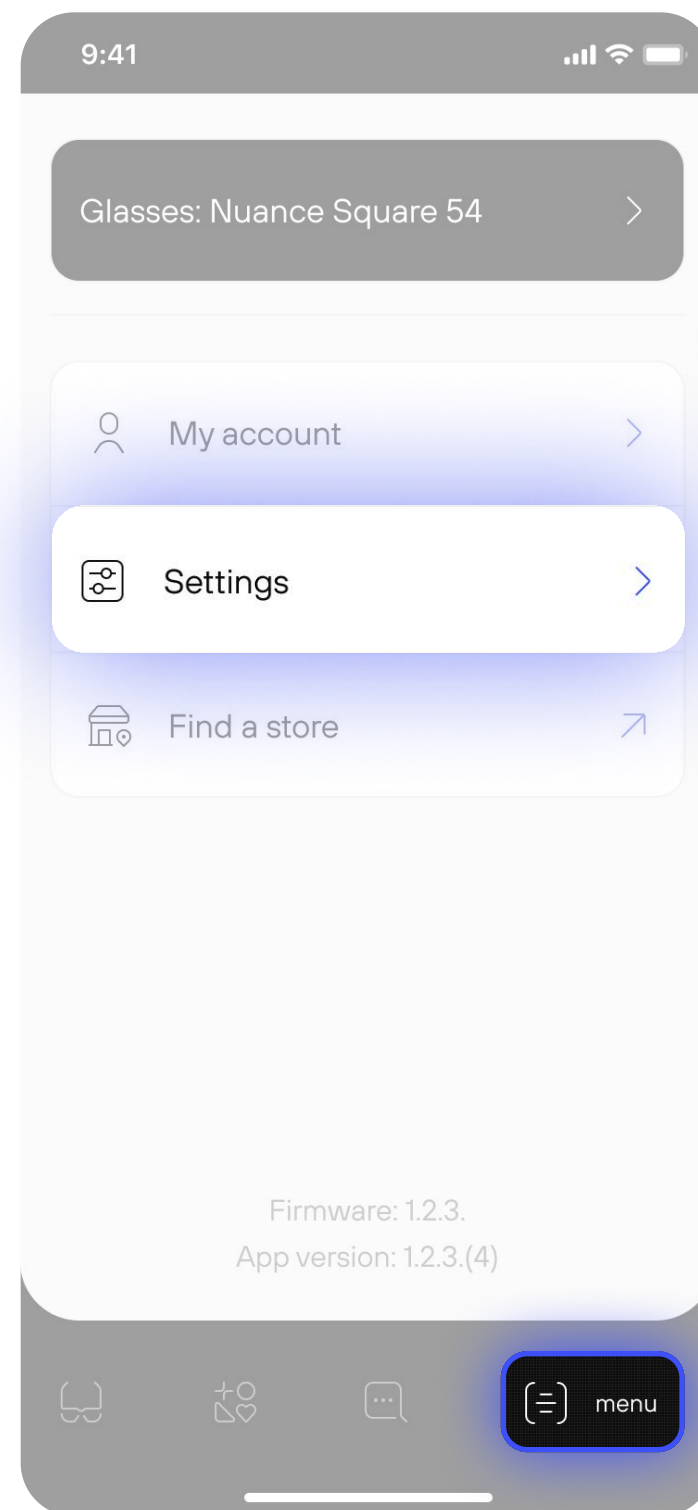 9:41
Glasses: Nuance Square 54
My account
Settings
Find a store
Firmware: 1.2.3.
App version: 1.2.3.(4)
menu